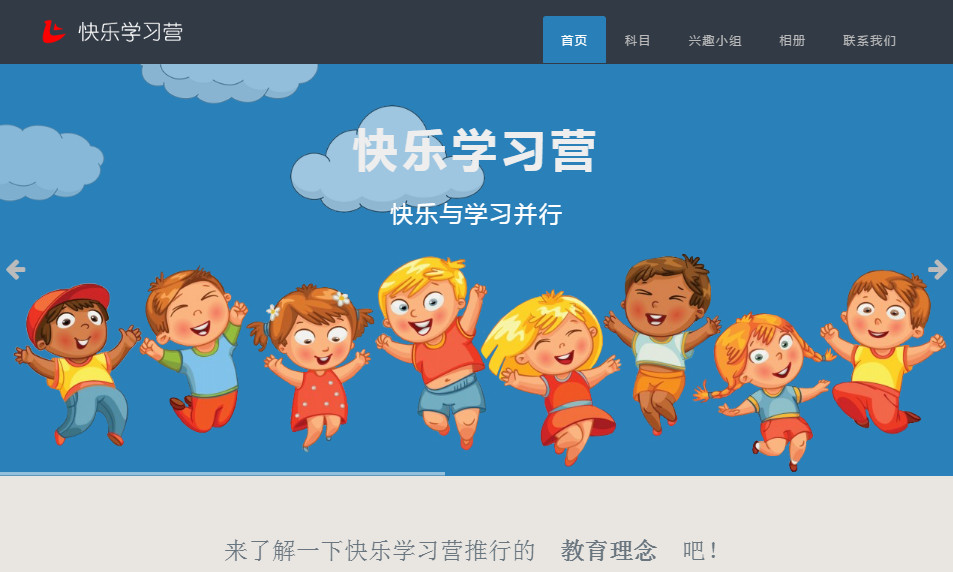 快乐学习营
首页 科目 兴趣小组 相册 联系我们
快乐学习营
快乐与学习并行
来了解一下快乐学习营推行的 教育理念 吧！